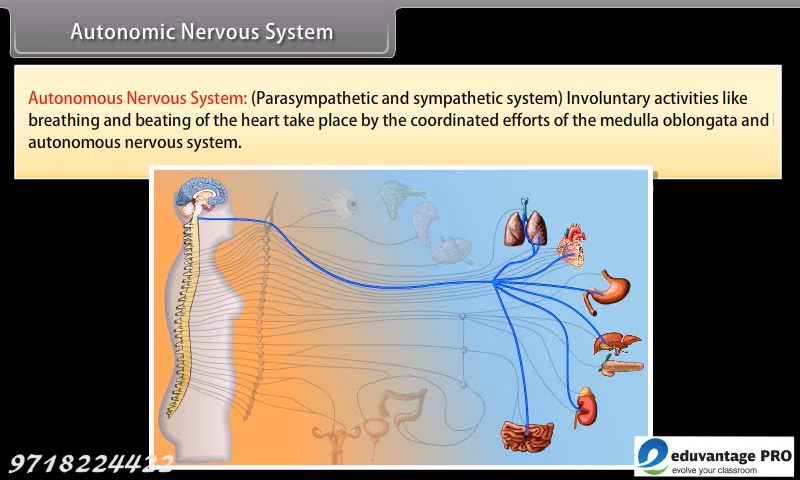 Autonomic Nervous System
Autonomous Nervous System: (Parasympathetic and sympathetic system) Involuntary activities like
breathing and beating of the heart take place by the coordinated efforts of the medulla oblongata and
autonomous nervous system.
9718224422
eduvantage PRO
evolve your classroom